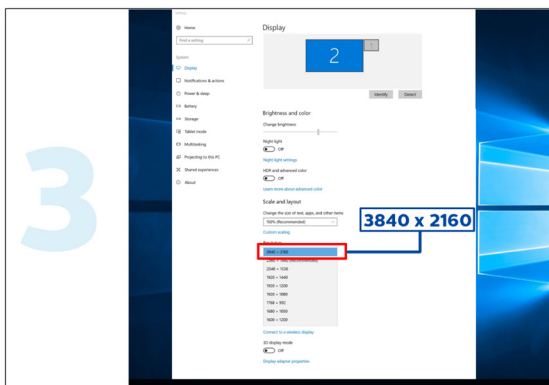 3
Home
Display
Find a setting
2
1
System
Display
Notifications & actions
Power & sleep
Identify
Detect
Battery
Brightness and color
Storage
Change brightness
Tablet mode
Night light
Multitasking
Off
Projecting to this PC
Night light settings
Shared experiences
HDR and advanced color
About
Off
Learn more about advanced color
Scale and layout
Change the size of text, apps, and other items
100% (Recommended)
3840 x 2160
Custom scaling
Resolution
3840 × 2160
2048 × 1536
1920 × 1440
1920 × 1200
1920 × 1080
1768 × 992
1680 × 1050
1600 × 1200
Connect to a wireless display
3D display mode
Off
Display adapter properties